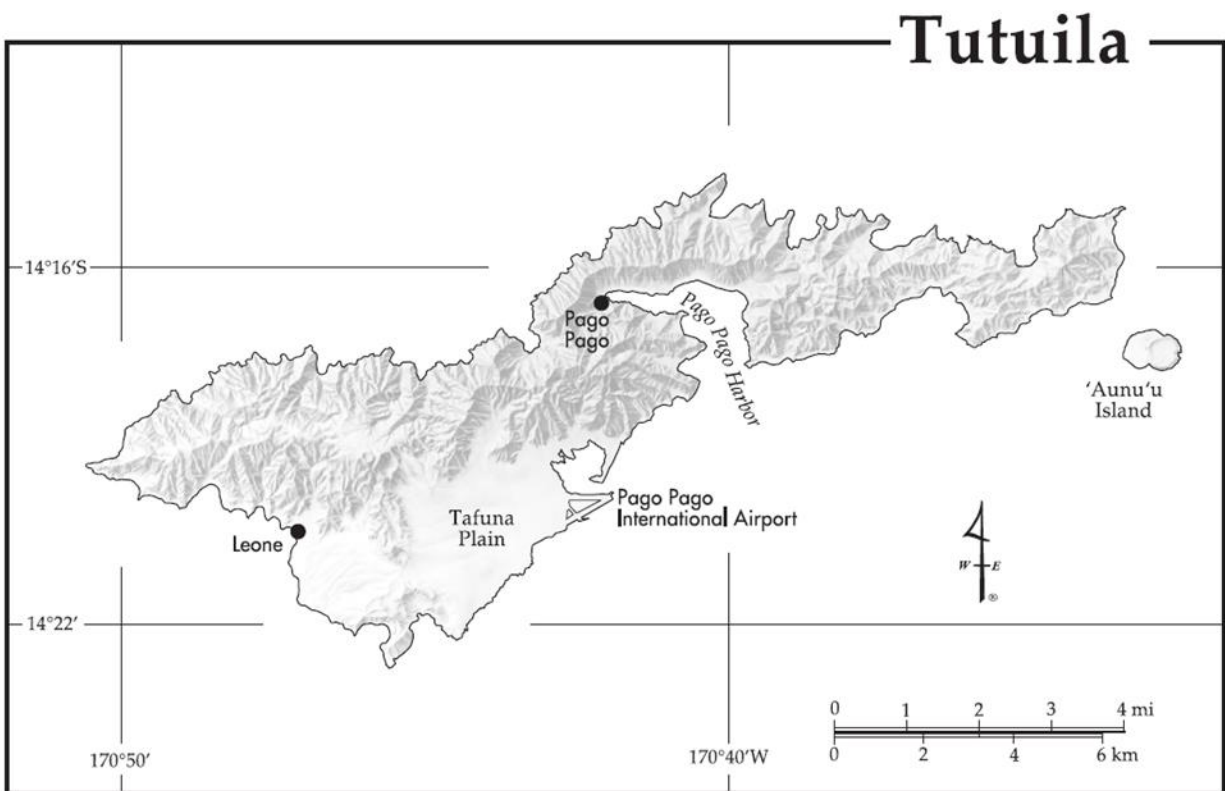 Tutuila
14°16'S
Pago
Pago
Pago Pago Harbor
'Aunu'u
Island
Pago Pago
International Airport
Tafuna
Plain
Leone
W E
®
14°22'
0 1 2 3 4 mi
0 2 4 6 km
170°50'
170°40'W